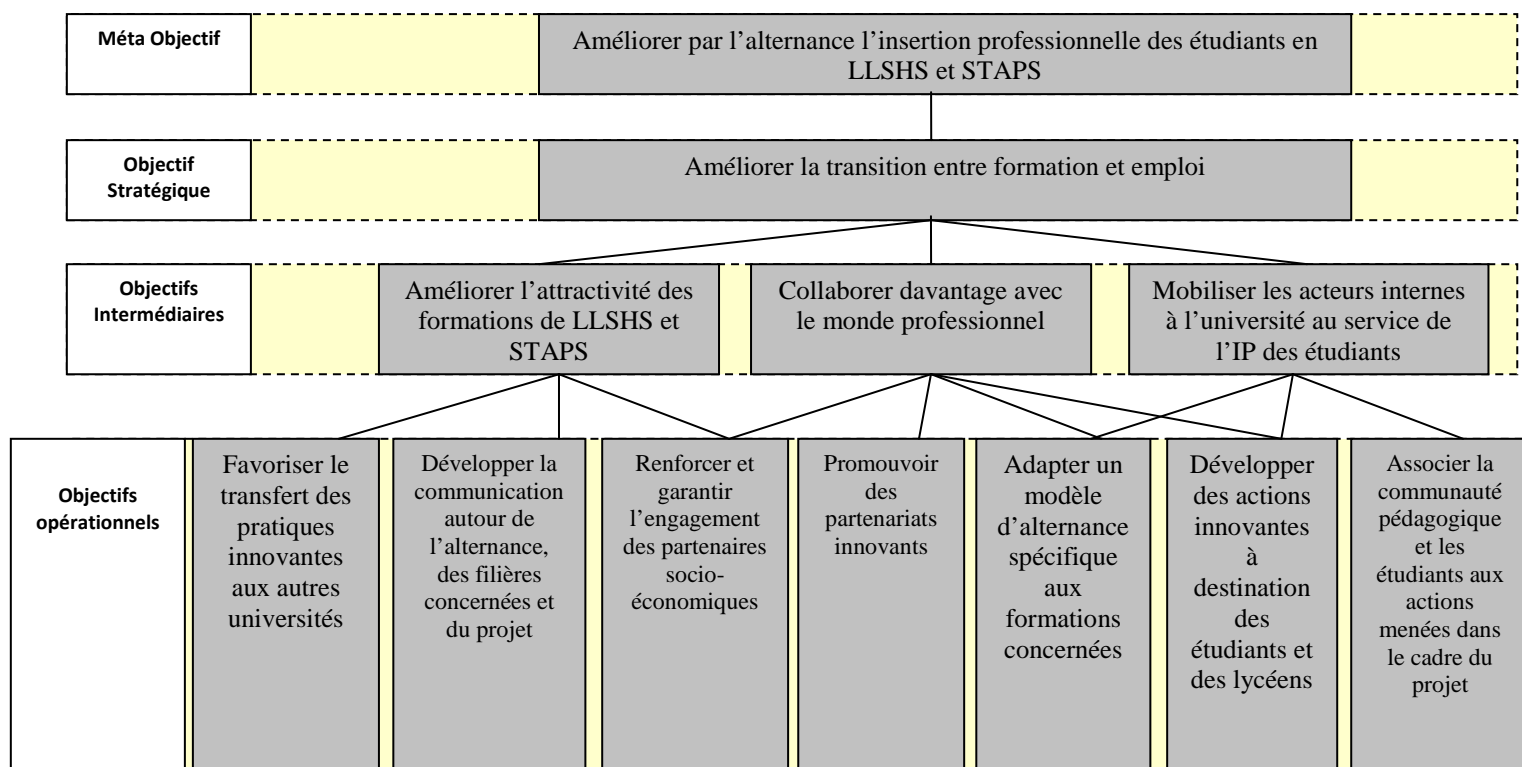 Méta Objectif
Améliorer par l’alternance l’insertion professionnelle des étudiants en
LLSHS et STAPS
Objectif
Stratégique
Améliorer la transition entre formation et emploi
Objectifs
Intermédiaires
Améliorer l’attractivité des
formations de LLSHS et
STAPS
Collaborer davantage avec
le monde professionnel
Mobiliser les acteurs internes
à l’université au service de
l’IP des étudiants
Objectifs
opérationnels
Favoriser le
transfert des
pratiques
innovantes
aux autres
universités
Développer la
communication
autour de
l’alternance,
des filières
concernées et
du projet
Renforcer et
garantir
l’engagement
des partenaires
socio-
économiques
Promouvoir
des
partenariats
innovants
Adapter un
modèle
d’alternance
spécifique
aux
formations
concernées
Développer
des actions
innovantes
à
destination
des
étudiants et
des lycéens
Associer la
communauté
pédagogique
et les
étudiants aux
actions
menées dans
le cadre du
projet